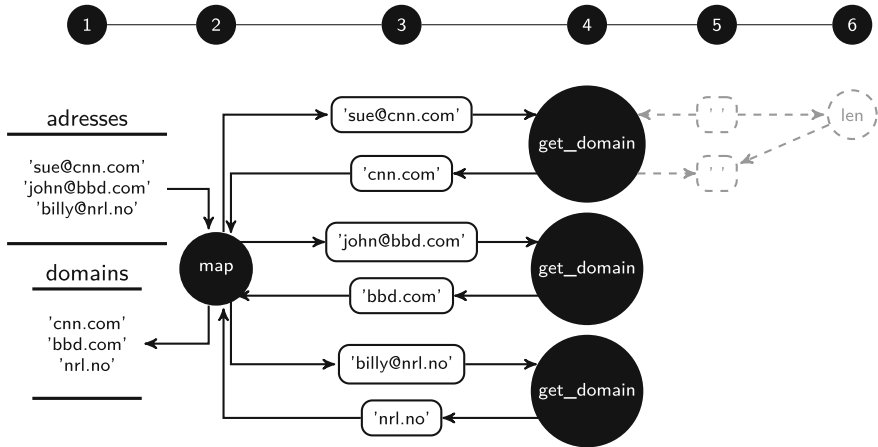 1 2 3 4 5 6
adresses
'sue@cnn.com'
'john@bbd.com'
'billy@nrl.no'
domains
'cnn.com'
'bbd.com'
'nrl.no'
map
'sue@cnn.com'
'cnn.com'
'john@bbd.com'
'bbd.com'
'billy@nrl.no'
'nrl.no'
get_domain
get_domain
get_domain
' '
' '
len